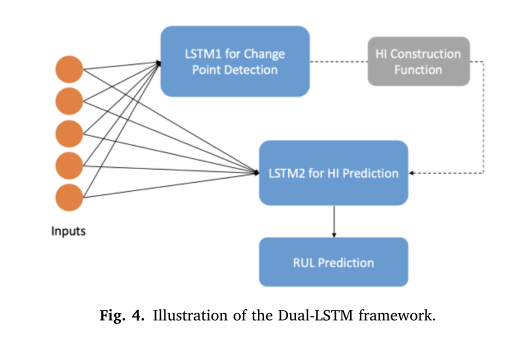 LSTM1 for Change
Point Detection
HI Construction
Function
LSTM2 for HI Prediction
Inputs
RUL Prediction
Fig. 4. Illustration of the Dual-LSTM framework.